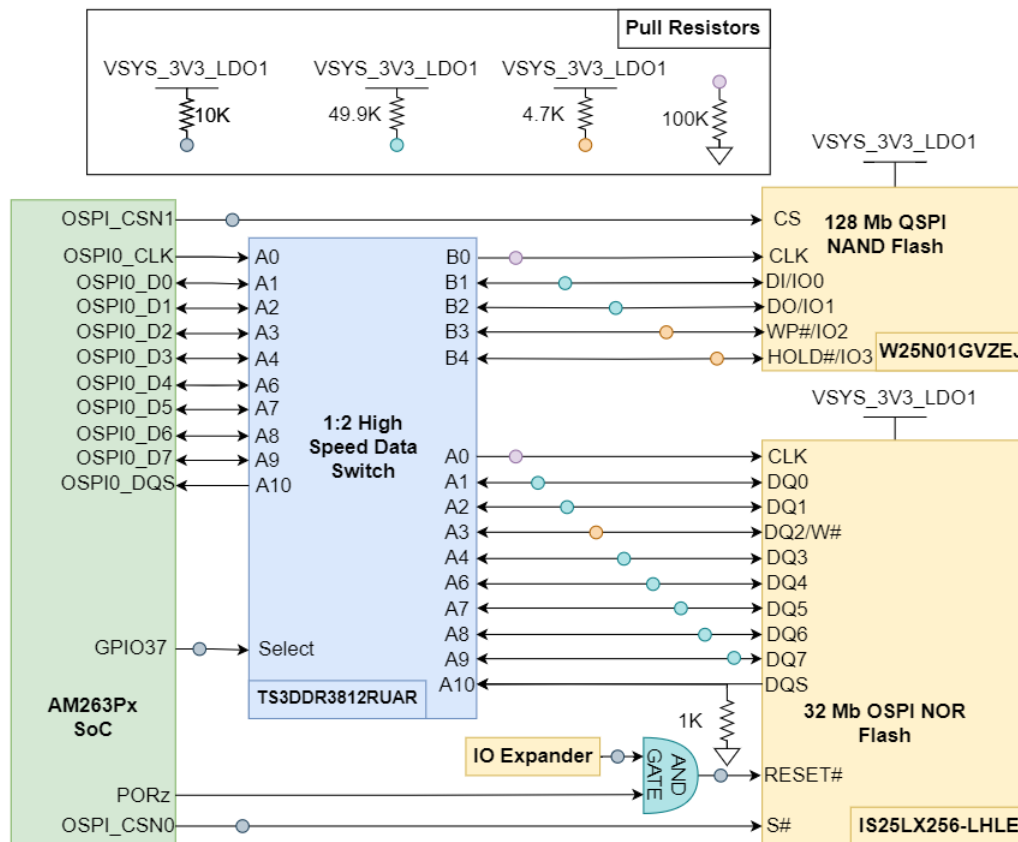 Pull Resistors
VSYS_3V3_LDO1
VSYS_3V3_LDO1
VSYS_3V3_LDO1
10K
49.9K
4.7K
100K
VSYS_3V3_LDO1
OSPI_CSN1
CS
128 Mb QSPI
NAND Flash
OSPI0_CLK
A0
B0
CLK
OSPI0_D0
A1
B1
DI/IO0
OSPI0_D1
A2
B2
DO/IO1
OSPI0_D2
A3
B3
WP#/IO2
OSPI0_D3
A4
B4
HOLD#/IO3
W25N01GVZEJ
OSPI0_D4
A6
OSPI0_D5
A7
OSPI0_D6
A8
OSPI0_D7
A9
OSPI0_DQS
A10
1:2 High
Speed Data
Switch
VSYS_3V3_LDO1
A0
CLK
A1
DQ0
A2
DQ1
A3
DQ2/W#
A4
DQ3
A6
DQ4
A7
DQ5
A8
DQ6
A9
DQ7
A10
DQS
GPIO37
Select
TS3DDR3812RUAR
AM263Px
SoC
1K
32 Mb OSPI NOR
Flash
IO Expander
AND
GATE
RESET#
PORz
OSPI_CSN0
S#
IS25LX256-LHLE